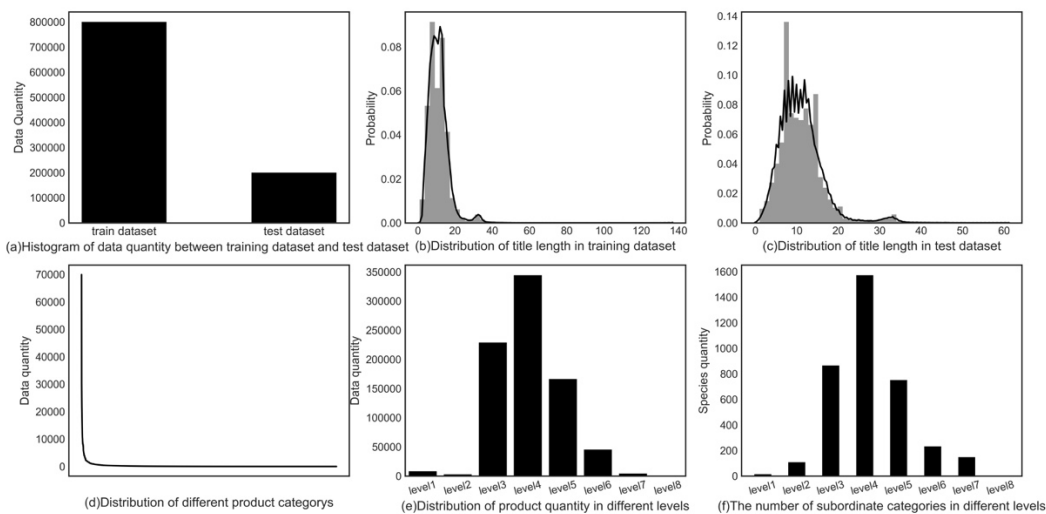 800000
700000
600000
500000
400000
300000
200000
100000
0
Data Quantity
train dataset
test dataset
(a)Histogram of data quantity between training dataset and test dataset
0.08
0.06
0.04
0.02
0.00
Probability
0
20
40
60
80
100
120
140
(b)Distribution of title length in training dataset
0.14
0.12
0.10
0.08
0.06
0.04
0.02
0.00
Probability
0
10
20
30
40
50
60
(c)Distribution of title length in test dataset
70000
60000
50000
40000
30000
20000
10000
0
Data quantity
(d)Distribution of different product categorys
350000
300000
250000
200000
150000
100000
50000
0
Data quantity
level1
level2
level3
level4
level5
level6
level7
level8
(e)Distribution of product quantity in different levels
1600
1400
1200
1000
800
600
400
200
0
Species quantity
level1
level2
level3
level4
level5
level6
level7
level8
(f)The number of subordinate categories in different levels